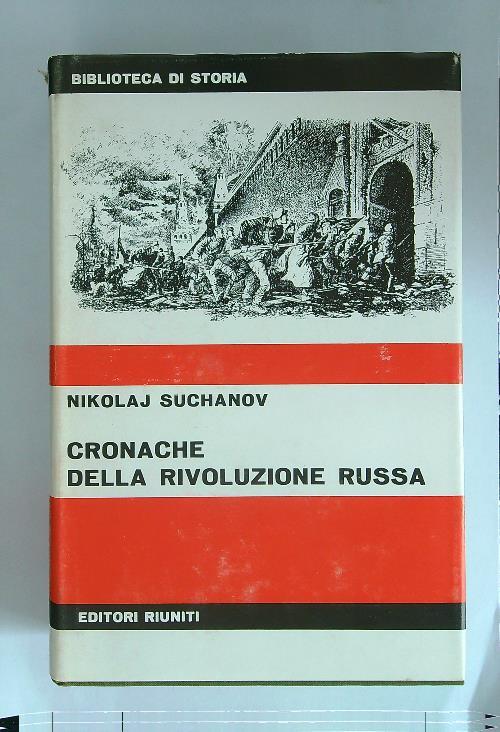 BIBLIOTECA DI STORIA
NIKOLAJ SUCHANOV
CRONACHE
DELLA RIVOLUZIONE RUSSA
EDITORI RIUNITI